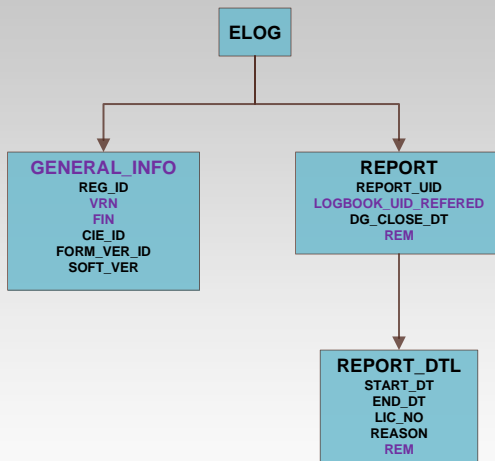 ELOG
GENERAL_INFO
REG_ID
VRN
FIN
CIE_ID
FORM_VER_ID
SOFT_VER
REPORT
REPORT_UID
LOGBOOK_UID_REFERED
DG_CLOSE_DT
REM
REPORT_DTL
START_DT
END_DT
LIC_NO
REASON
REM